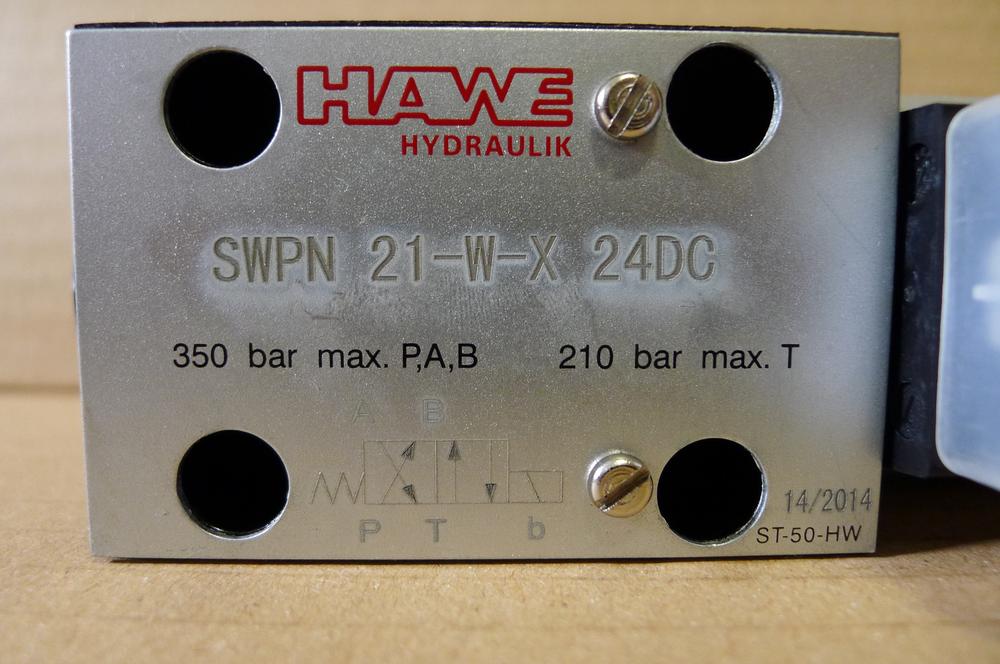 HAWE
HYDRAULIK
SWPN 21-W-X 24DC
350 bar max. P,A,B 210 bar max. T
A B
P T b
14/2014
ST-50-HW